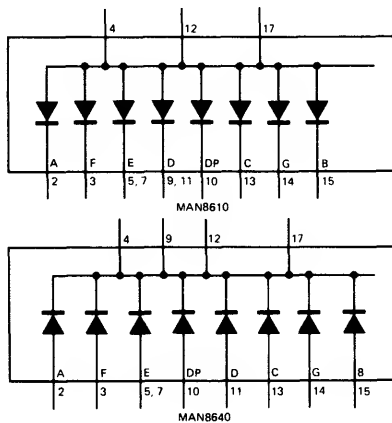 4 12 17
A F E D DP C G B
2 3 5, 7 9, 11 10 13 14 15
MAN8610
4 9 12 17
A F E DP D C G B
2 3 5, 7 10 11 13 14 15
MAN8640